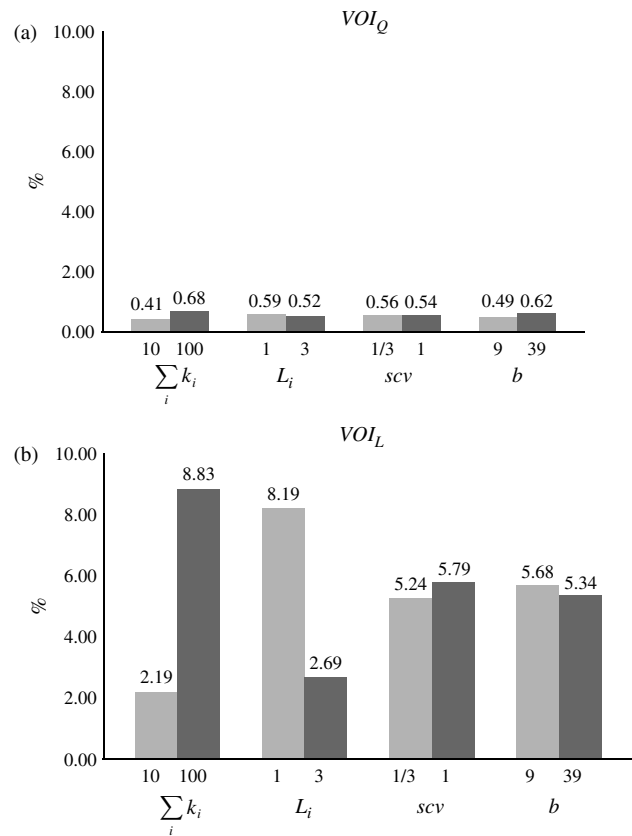 (a)
VOI_Q
10.00
8.00
6.00
%
4.00
2.00
0.00
0.41 0.68 0.59 0.52 0.56 0.54 0.49 0.62
10 100 1 3 1/3 1 9 39
∑_i k_i L_i scv b
(b)
VOI_L
10.00
8.00
6.00
%
4.00
2.00
0.00
2.19 8.83 8.19 2.69 5.24 5.79 5.68 5.34
10 100 1 3 1/3 1 9 39
∑_i k_i L_i scv b